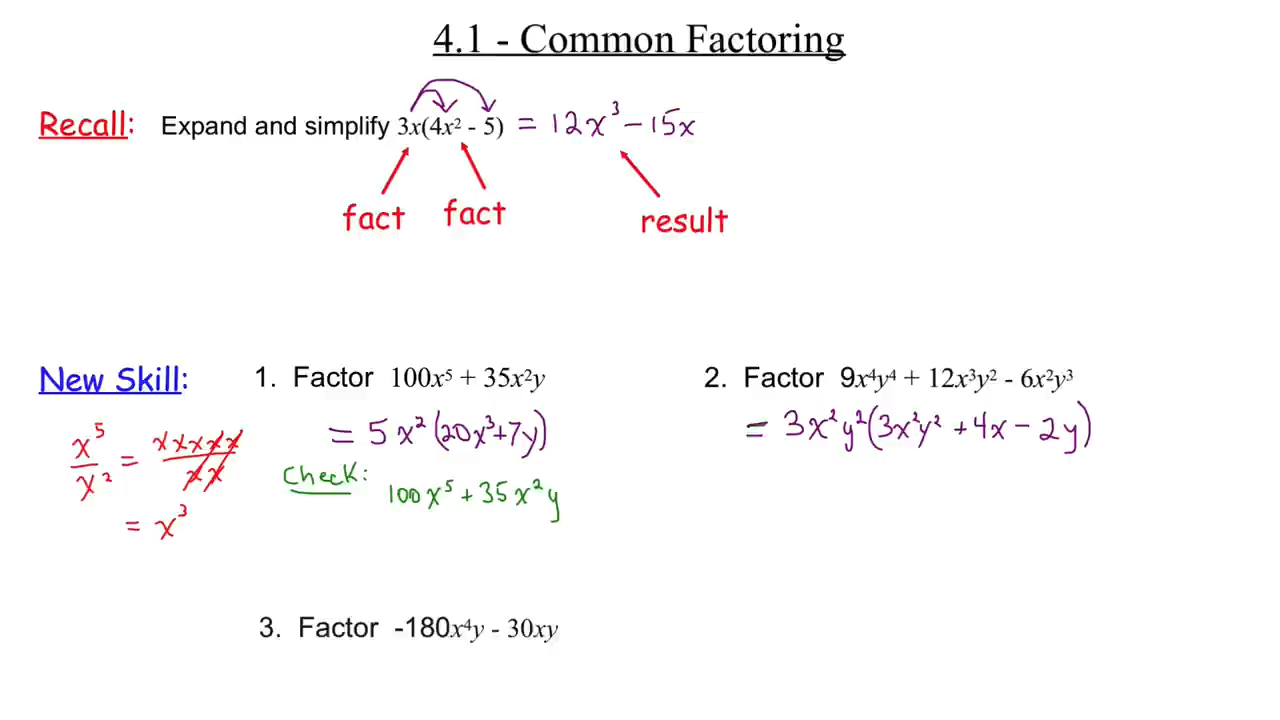 4.1 - Common Factoring
Recall: Expand and simplify 3x(4x² - 5) = 12x³ - 15x
fact fact result
New Skill: 1. Factor 100x⁵ + 35x²y
= 5x²(20x³+7y)
Check: 100x⁵ + 35x²y
x⁵/x² = xxxxx/xx
= x³
2. Factor 9x⁴y⁴ + 12x³y² - 6x²y³
= 3x²y²(3x²y² + 4x - 2y)
3. Factor -180x⁴y - 30xy